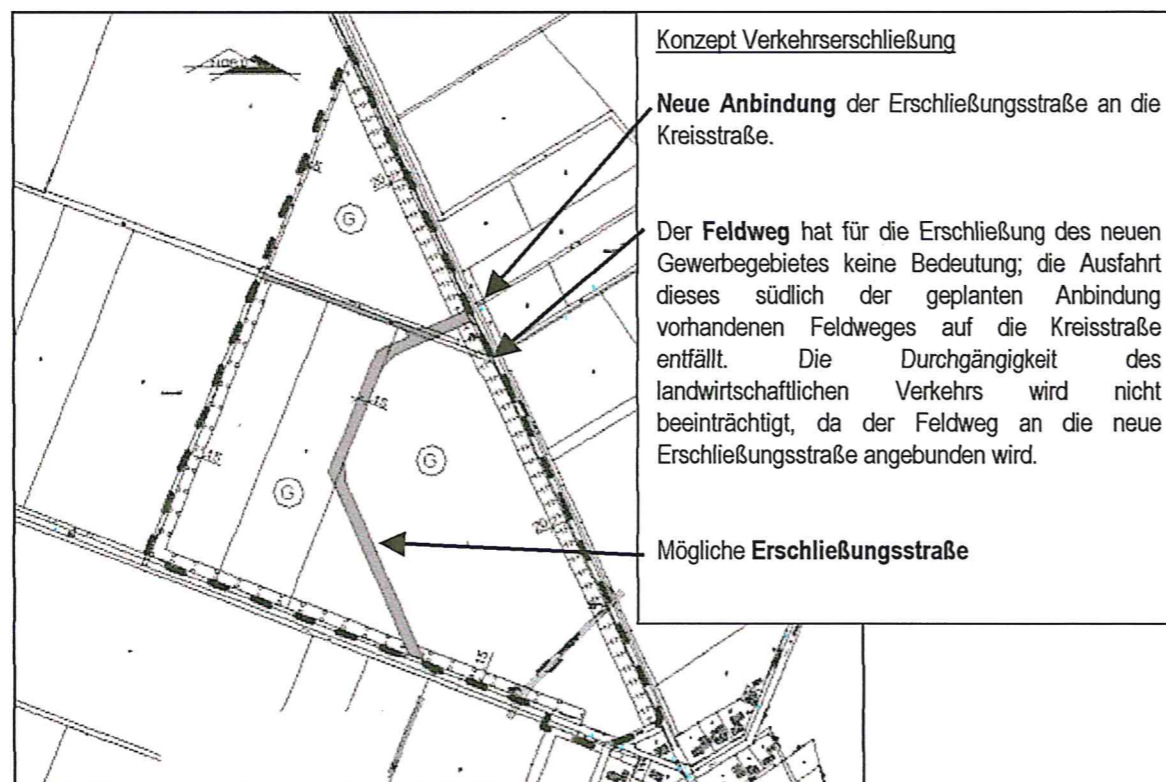 Konzept Verkehrserschließung
Neue Anbindung der Erschließungsstraße an die
Kreisstraße.
Der Feldweg hat für die Erschließung des neuen
Gewerbegebietes keine Bedeutung; die Ausfahrt
dieses südlich der geplanten Anbindung
vorhandenen Feldweges auf die Kreisstraße
entfällt. Die Durchgängigkeit des
landwirtschaftlichen Verkehrs wird nicht
beeinträchtigt, da der Feldweg an die neue
Erschließungsstraße angebunden wird.
Mögliche Erschließungsstraße
G
G
G
15